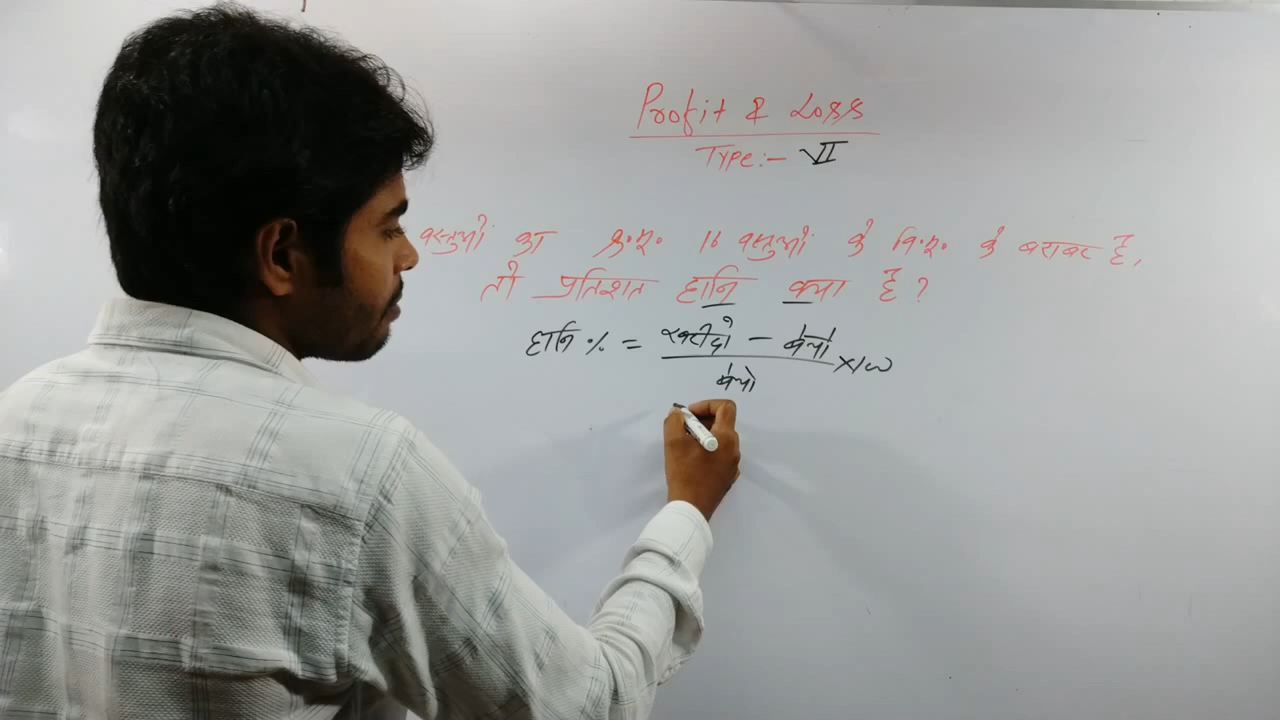 Profit & Loss
Type:- VI
वस्तुओं का क्र.मू. 16 वस्तुओं के वि.मू. के बराबर है,
तो प्रतिशत हानि क्या है?
हानि % = खरीदी - बेची
बेची ×100